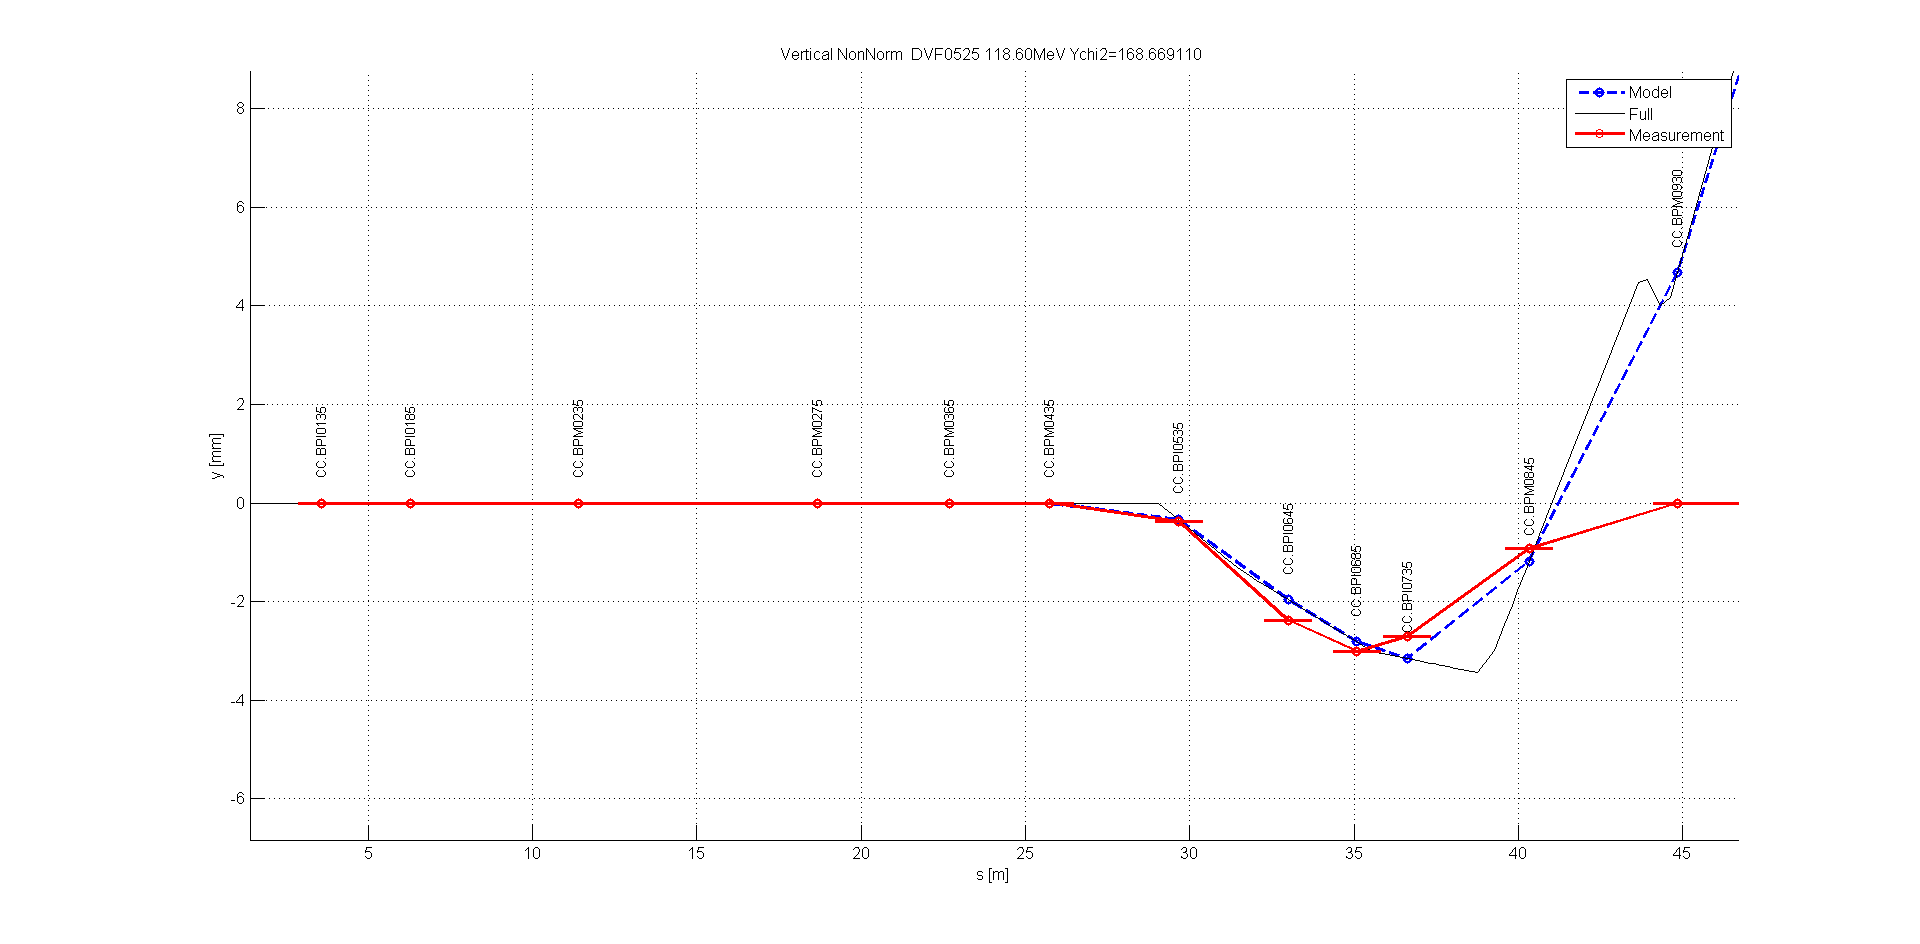 Vertical NonNorm DVF0525 118.60MeV Ychi2=168.669110
Model
Full
Measurement
CC.BPI0135
CC.BPI0185
CC.BPM0235
CC.BPM0275
CC.BPM0365
CC.BPM0435
CC.BPI0535
CC.BPI0645
CC.BPI0685
CC.BPI0735
CC.BPM0845
CC.BPM0930
y [mm]
8
6
4
2
0
-2
-4
-6
5
10
15
20
25
30
35
40
45
s [m]